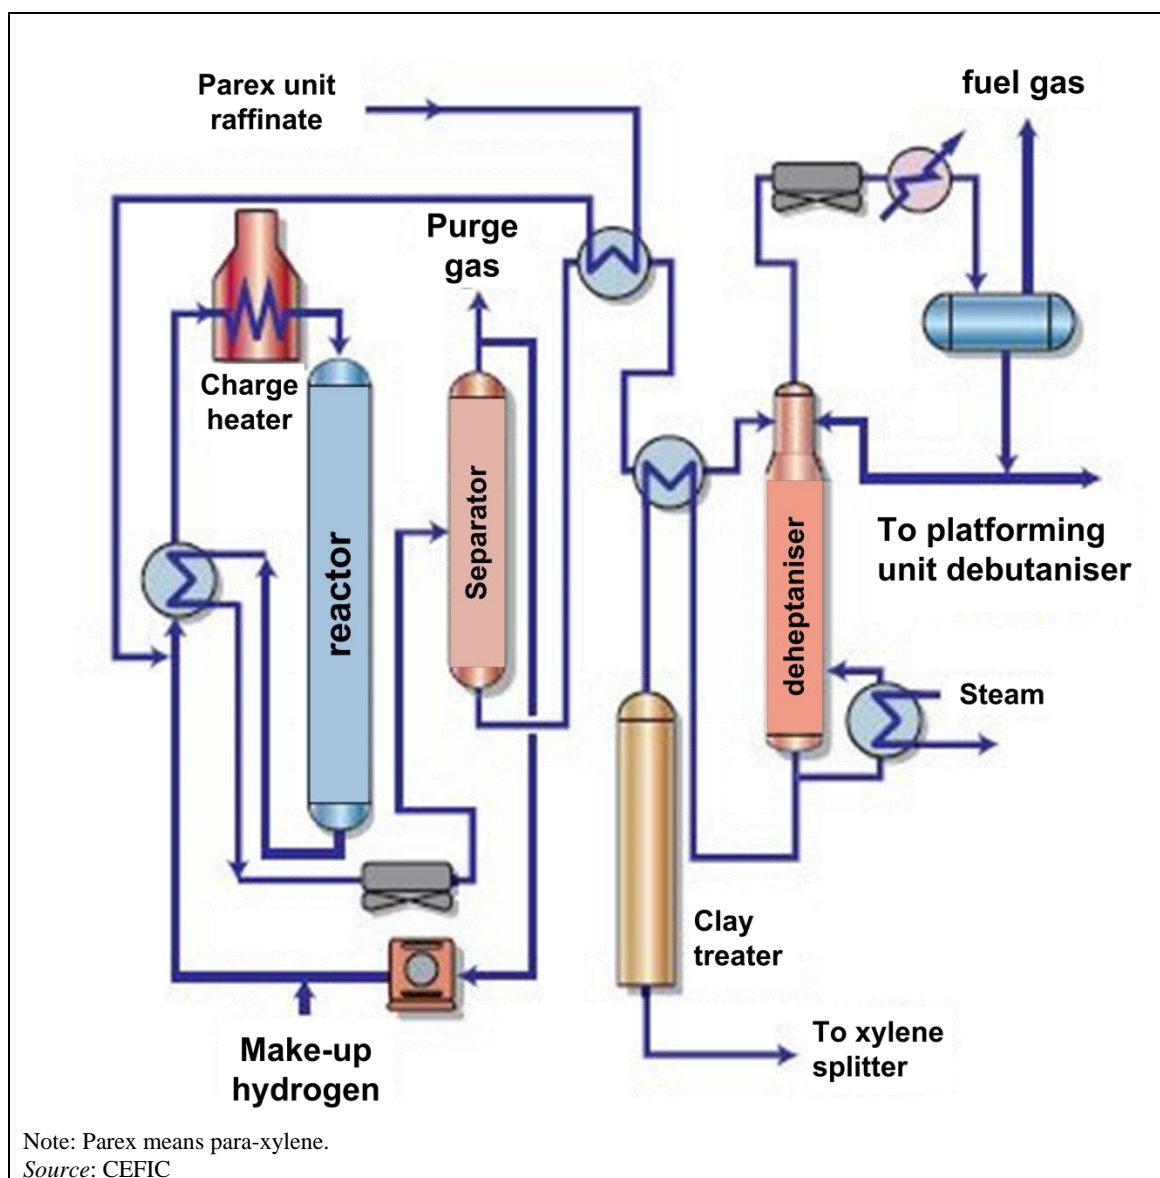 Parex unit
raffinate
fuel gas
Purge
gas
Charge
heater
reactor
Separator
deheptaniser
To platforming
unit debutaniser
Steam
Clay
treater
To xylene
splitter
Make-up
hydrogen
Note: Parex means para-xylene.
Source: CEFIC